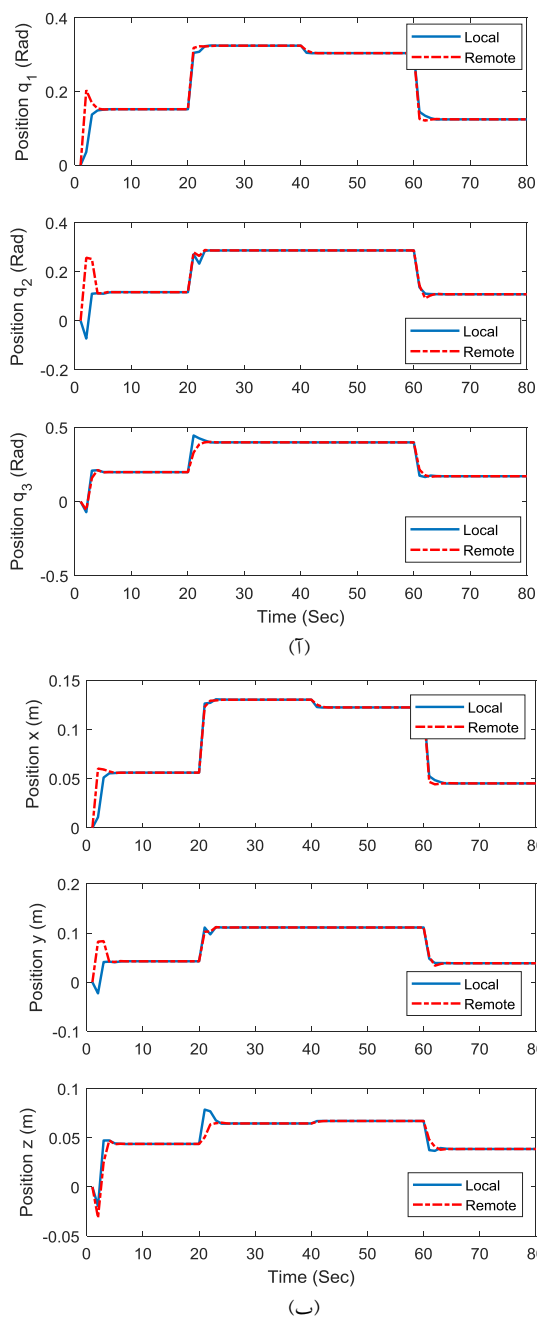 0.4
0.2
0
Position q1 (Rad)
Local
Remote
0 10 20 30 40 50 60 70 80
0.4
0.2
0
-0.2
Position q2 (Rad)
Local
Remote
0 10 20 30 40 50 60 70 80
0.5
0
-0.5
Position q3 (Rad)
Local
Remote
0 10 20 30 40 50 60 70 80
Time (Sec)
(آ)
0.15
0.1
0.05
0
Position x (m)
Local
Remote
0 10 20 30 40 50 60 70 80
0.2
0.1
0
-0.1
Position y (m)
Local
Remote
0 10 20 30 40 50 60 70 80
0.1
0.05
0
-0.05
Position z (m)
Local
Remote
0 10 20 30 40 50 60 70 80
Time (Sec)
(ب)